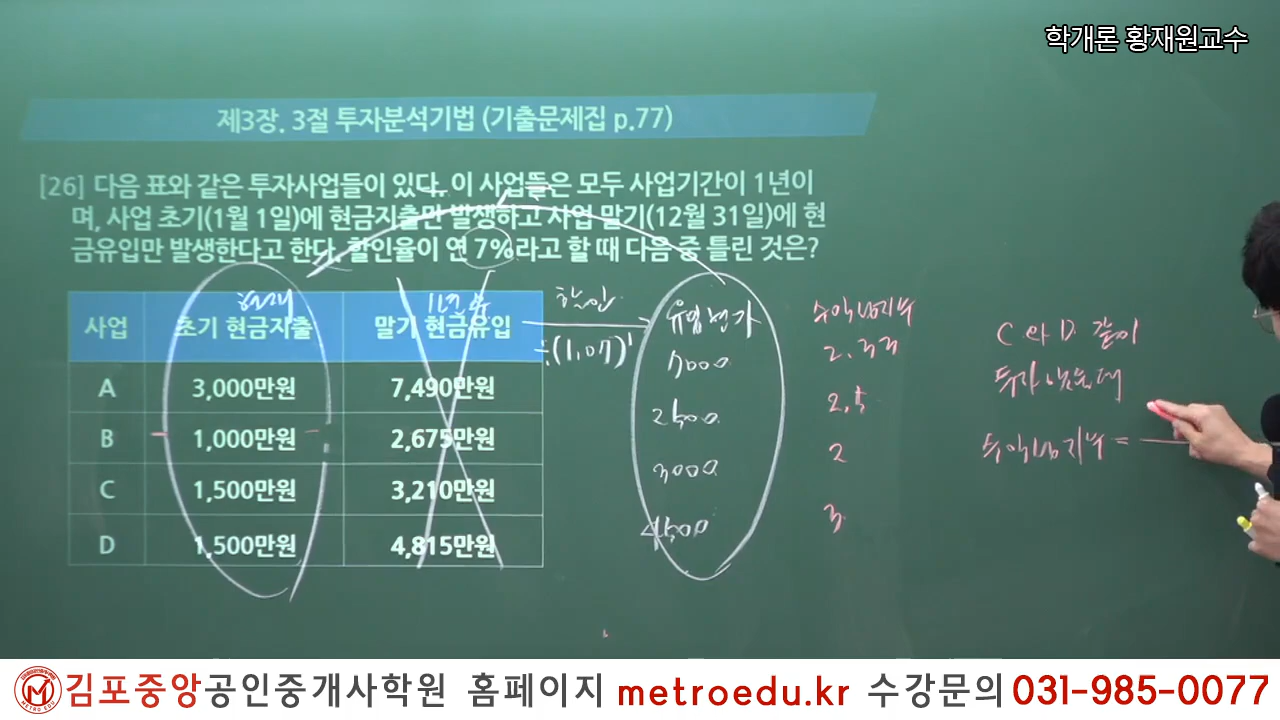 학개론 황재원교수
제3장. 3절 투자분석기법 (기출문제집 p.77)
[26] 다음 표와 같은 투자사업들이 있다. 이 사업들은 모두 사업기간이 1년이
며, 사업 초기(1월 1일)에 현금지출만 발생하고 사업 말기(12월 31일)에 현
금유입만 발생한다고 한다. 할인율이 연 7%라고 할 때 다음 중 틀린 것은?
현재 1년 후 할인
사업 초기 현금지출 말기 현금유입 유입현가 수익성지수
÷(1.07)¹
A 3,000만원 7,490만원 7000 2.33
B 1,000만원 2,675만원 2500 2.5
C 1,500만원 3,210만원 3000 2
D 1,500만원 4,815만원 4500 3
C 와 D 같이
투자했을때
수익성지수 =
김포중앙공인중개사학원 홈페이지 metroedu.kr 수강문의 031-985-0077
METRO EDU